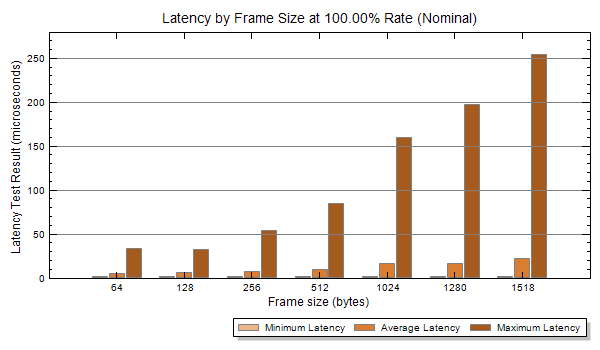 Latency by Frame Size at 100.00% Rate (Nominal)
Latency Test Result (microseconds)
250
200
150
100
50
0
64 128 256 512 1024 1280 1518
Frame size (bytes)
Minimum Latency Average Latency Maximum Latency